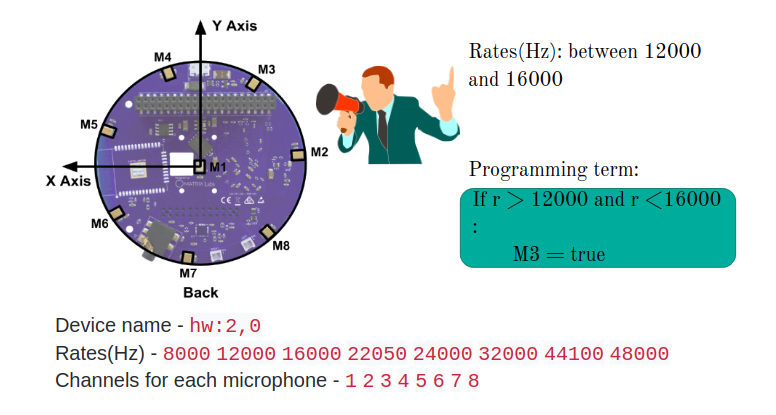 Y Axis
M4
M3
M5
M2
M1
X Axis
MATRIX Labs
M6
M8
M7
Back
Rates(Hz): between 12000
and 16000
Programming term:
If r > 12000 and r <16000
:
M3 = true
Device name - hw:2,0
Rates(Hz) - 8000 12000 16000 22050 24000 32000 44100 48000
Channels for each microphone - 1 2 3 4 5 6 7 8